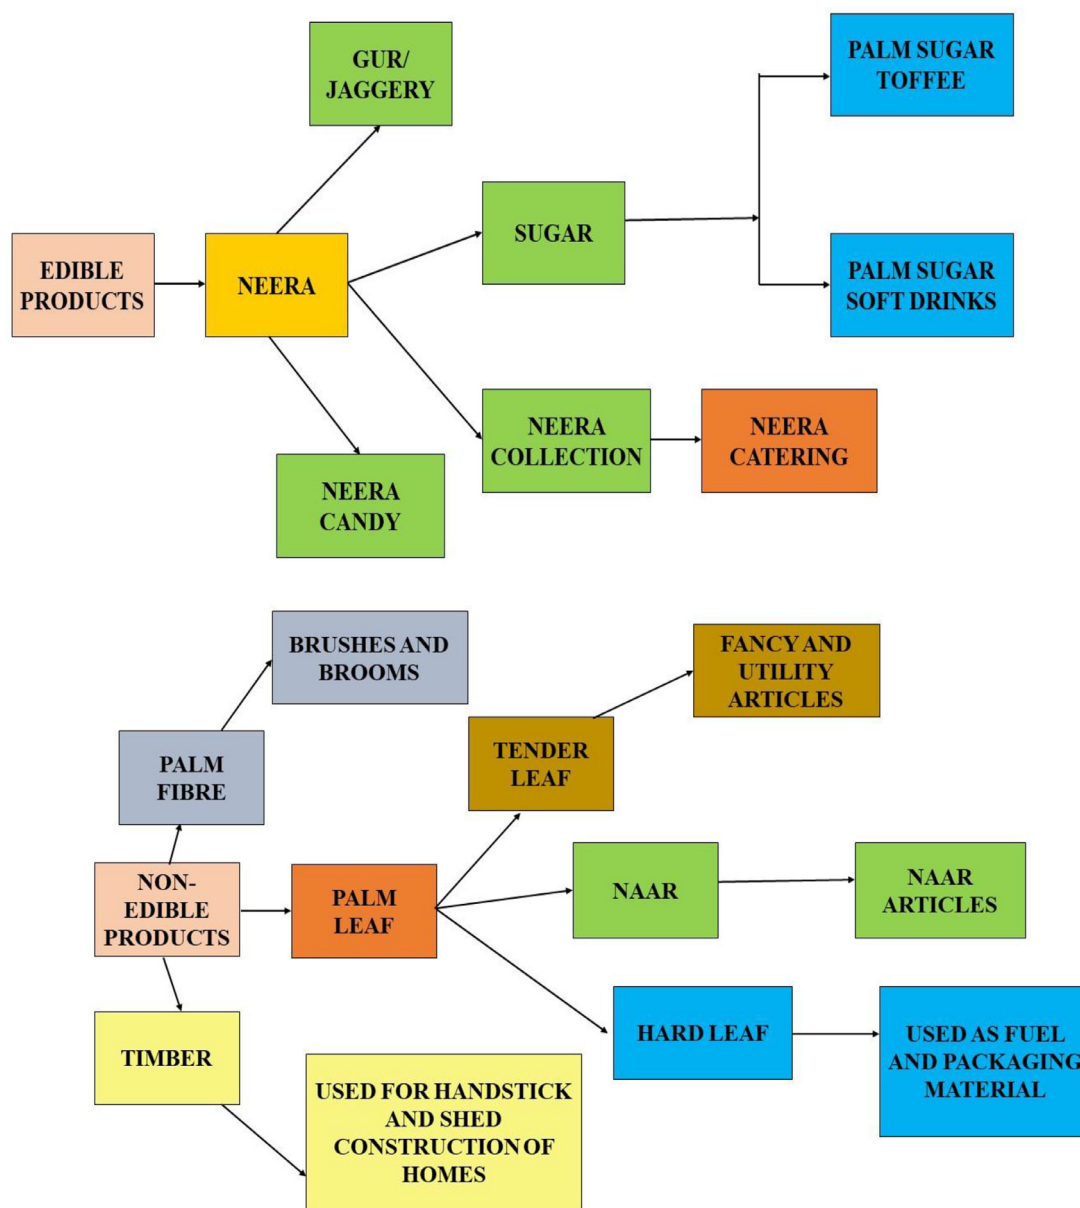 GUR/
JAGGERY
PALM SUGAR
TOFFEE
SUGAR
EDIBLE
PRODUCTS
NEERA
PALM SUGAR
SOFT DRINKS
NEERA
COLLECTION
NEERA
CATERING
NEERA
CANDY
BRUSHES AND
BROOMS
FANCY AND
UTILITY
ARTICLES
PALM
FIBRE
TENDER
LEAF
NON-
EDIBLE
PRODUCTS
PALM
LEAF
NAAR
NAAR
ARTICLES
TIMBER
HARD LEAF
USED AS FUEL
AND PACKAGING
MATERIAL
USED FOR HANDSTICK
AND SHED
CONSTRUCTION OF
HOMES